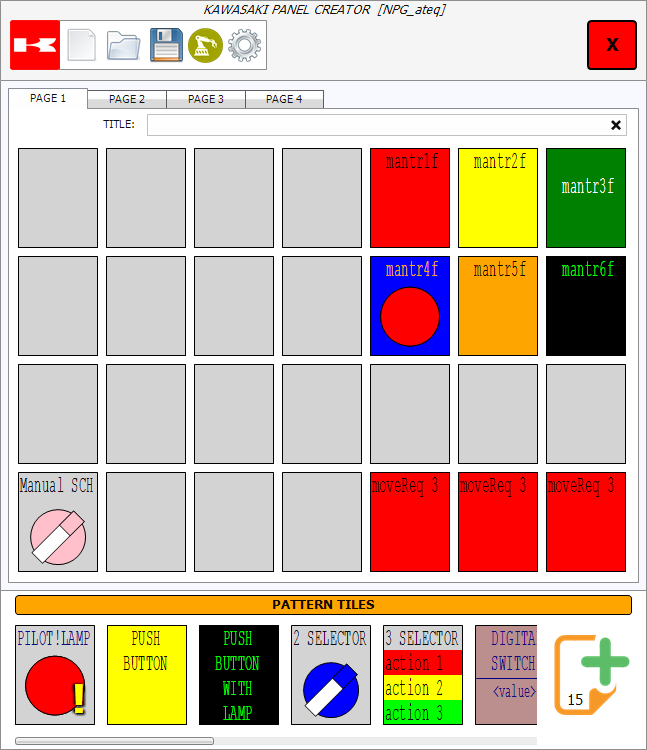 KAWASAKI PANEL CREATOR [NPG_ateq]
X
PAGE 1
PAGE 2
PAGE 3
PAGE 4
TITLE:
mantr1f
mantr2f
mantr3f
mantr4f
mantr5f
mantr6f
Manual SCH
moveReq 3
moveReq 3
moveReq 3
PATTERN TILES
PILOT!LAMP
!
PUSH
BUTTON
PUSH
BUTTON
WITH
LAMP
2 SELECTOR
3 SELECTOR
action 1
action 2
action 3
DIGITA
SWITCH
<value>
15